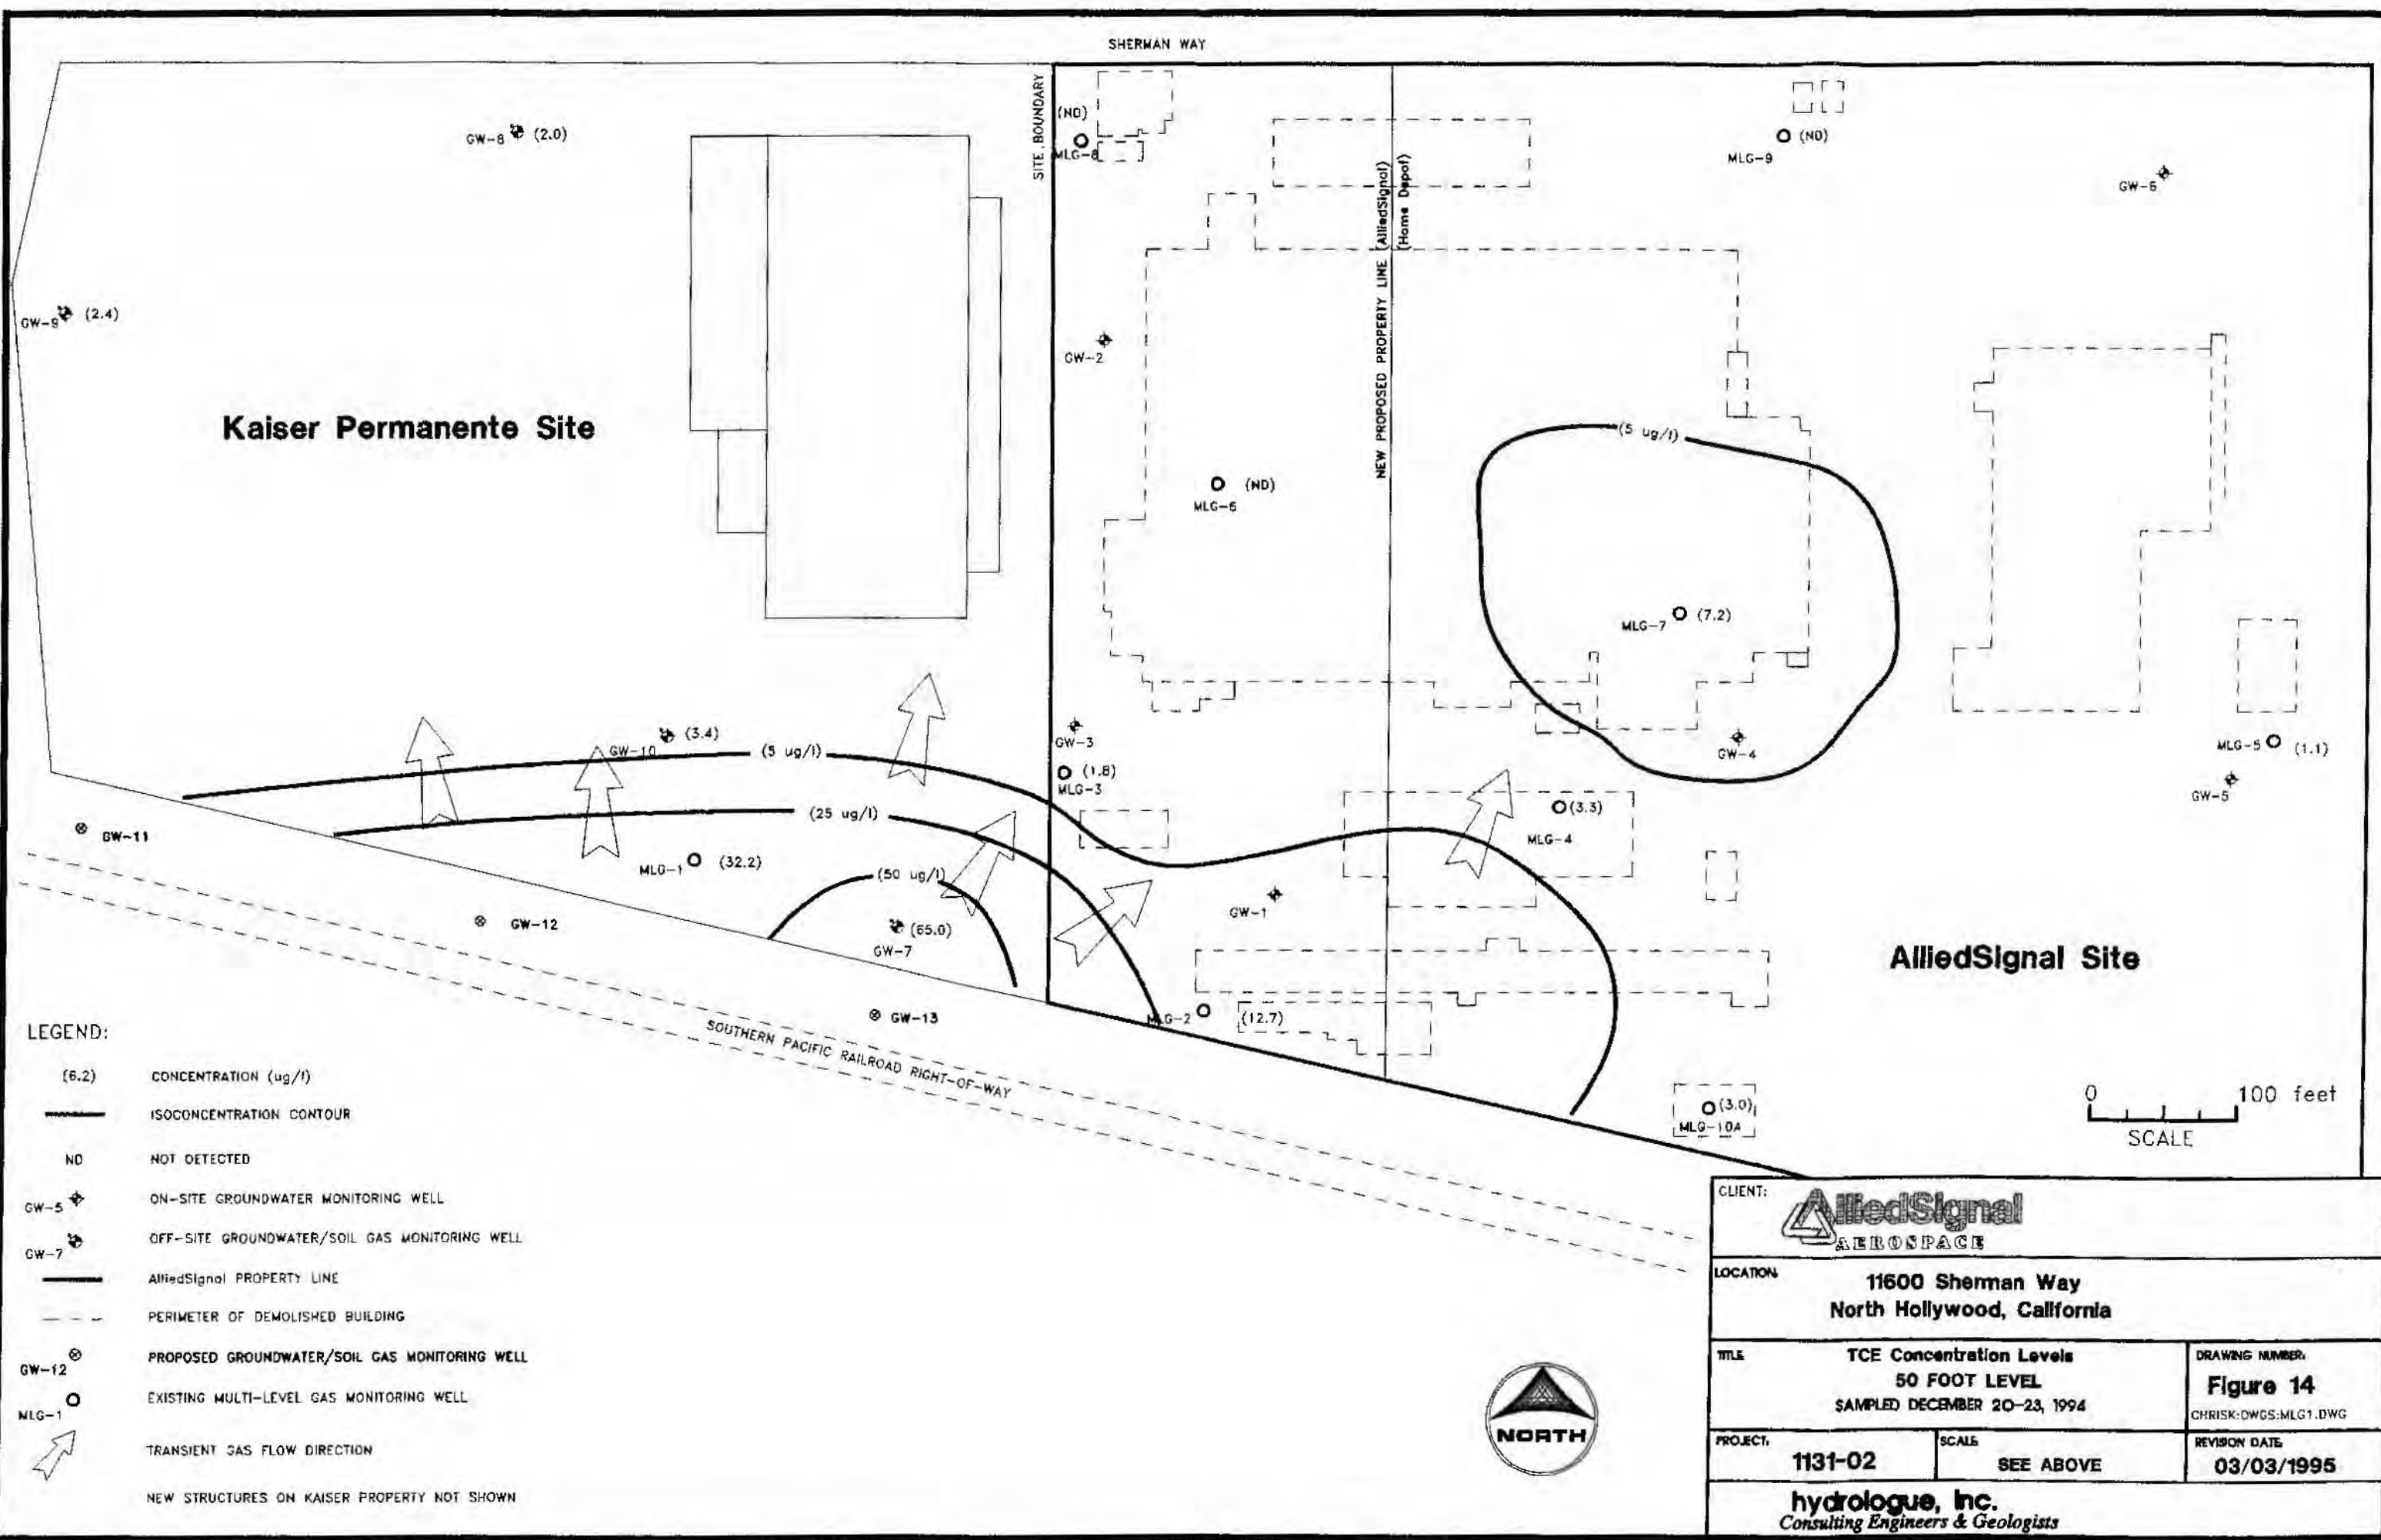 SHERMAN WAY
SITE BOUNDARY
GW-8 (2.0)
(ND)
MLG-8
(ND)
MLG-9
GW-6
NEW PROPOSED PROPERTY LINE (AlliedSignal)
(Home Depot)
GW-9 (2.4)
GW-2
Kaiser Permanente Site
(5 ug/l)
(ND)
MLG-6
MLG-7 (7.2)
GW-10 (3.4)
(5 ug/l)
GW-3
GW-4
MLG-5 (1.1)
(1.8)
MLG-3
GW-5
(3.3)
MLG-4
GW-11
(25 ug/l)
MLG-1 (32.2)
(50 ug/l)
GW-1
GW-12
(65.0)
GW-7
AlliedSignal Site
GW-13
MLG-2 (12.7)
SOUTHERN PACIFIC RAILROAD RIGHT-OF-WAY
(3.0)
MLG-10A
0 100 feet
SCALE
LEGEND:
(6.2) CONCENTRATION (ug/l)
ISOCONCENTRATION CONTOUR
ND NOT DETECTED
GW-5 ON-SITE GROUNDWATER MONITORING WELL
GW-7 OFF-SITE GROUNDWATER/SOIL GAS MONITORING WELL
AlliedSignal PROPERTY LINE
PERIMETER OF DEMOLISHED BUILDING
GW-12 PROPOSED GROUNDWATER/SOIL GAS MONITORING WELL
MLG-1 EXISTING MULTI-LEVEL GAS MONITORING WELL
TRANSIENT GAS FLOW DIRECTION
NEW STRUCTURES ON KAISER PROPERTY NOT SHOWN
NORTH
CLIENT:
AlliedSignal
AEROSPACE
LOCATION:
11600 Sherman Way
North Hollywood, California
TITLE:
TCE Concentration Levels
50 FOOT LEVEL
SAMPLED DECEMBER 20-23, 1994
DRAWING NUMBER:
Figure 14
CHRISK:DWGS:MLG1.DWG
PROJECT:
1131-02
SCALE:
SEE ABOVE
REVISION DATE:
03/03/1995
hydrologue, Inc.
Consulting Engineers & Geologists